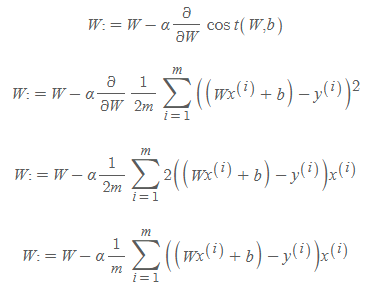 W: = W − α ∂/∂W cost(W,b)
W: = W − α ∂/∂W 1/2m ∑_{i=1}^{m} ((Wx^(i) + b) − y^(i))^2
W: = W − α 1/2m ∑_{i=1}^{m} 2((Wx^(i) + b) − y^(i))x^(i)
W: = W − α 1/m ∑_{i=1}^{m} ((Wx^(i) + b) − y^(i))x^(i)